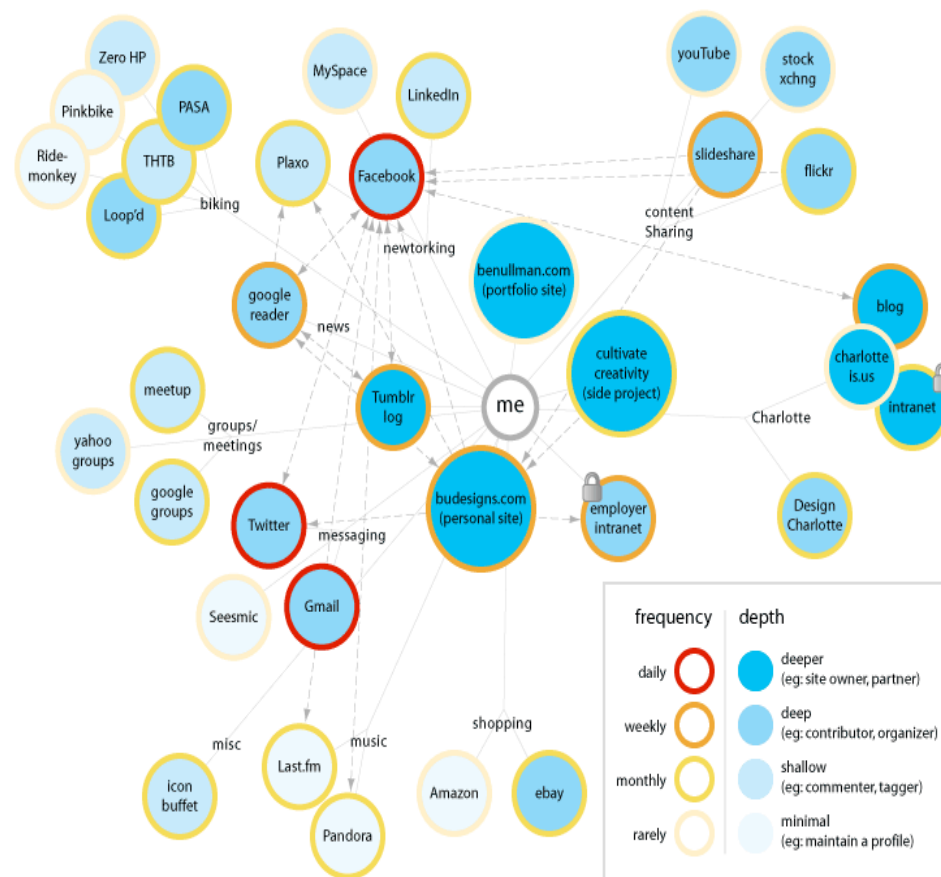 Zero HP
Pinkbike
PASA
Ride-
monkey
THTB
Loop'd
biking
MySpace
LinkedIn
Plaxo
Facebook
newtorking
youTube
stock
xchng
slideshare
flickr
content
Sharing
benullman.com
(portfolio site)
google
reader
news
blog
charlotte
is.us
intranet
cultivate
creativity
(side project)
me
Tumblr
log
Charlotte
meetup
groups/
meetings
yahoo
groups
google
groups
budesigns.com
(personal site)
employer
intranet
Design
Charlotte
Twitter
messaging
Seesmic
Gmail
shopping
misc
music
Last.fm
icon
buffet
Pandora
Amazon
ebay
frequency
depth
daily
deeper
(eg: site owner, partner)
weekly
deep
(eg: contributor, organizer)
monthly
shallow
(eg: commenter, tagger)
rarely
minimal
(eg: maintain a profile)